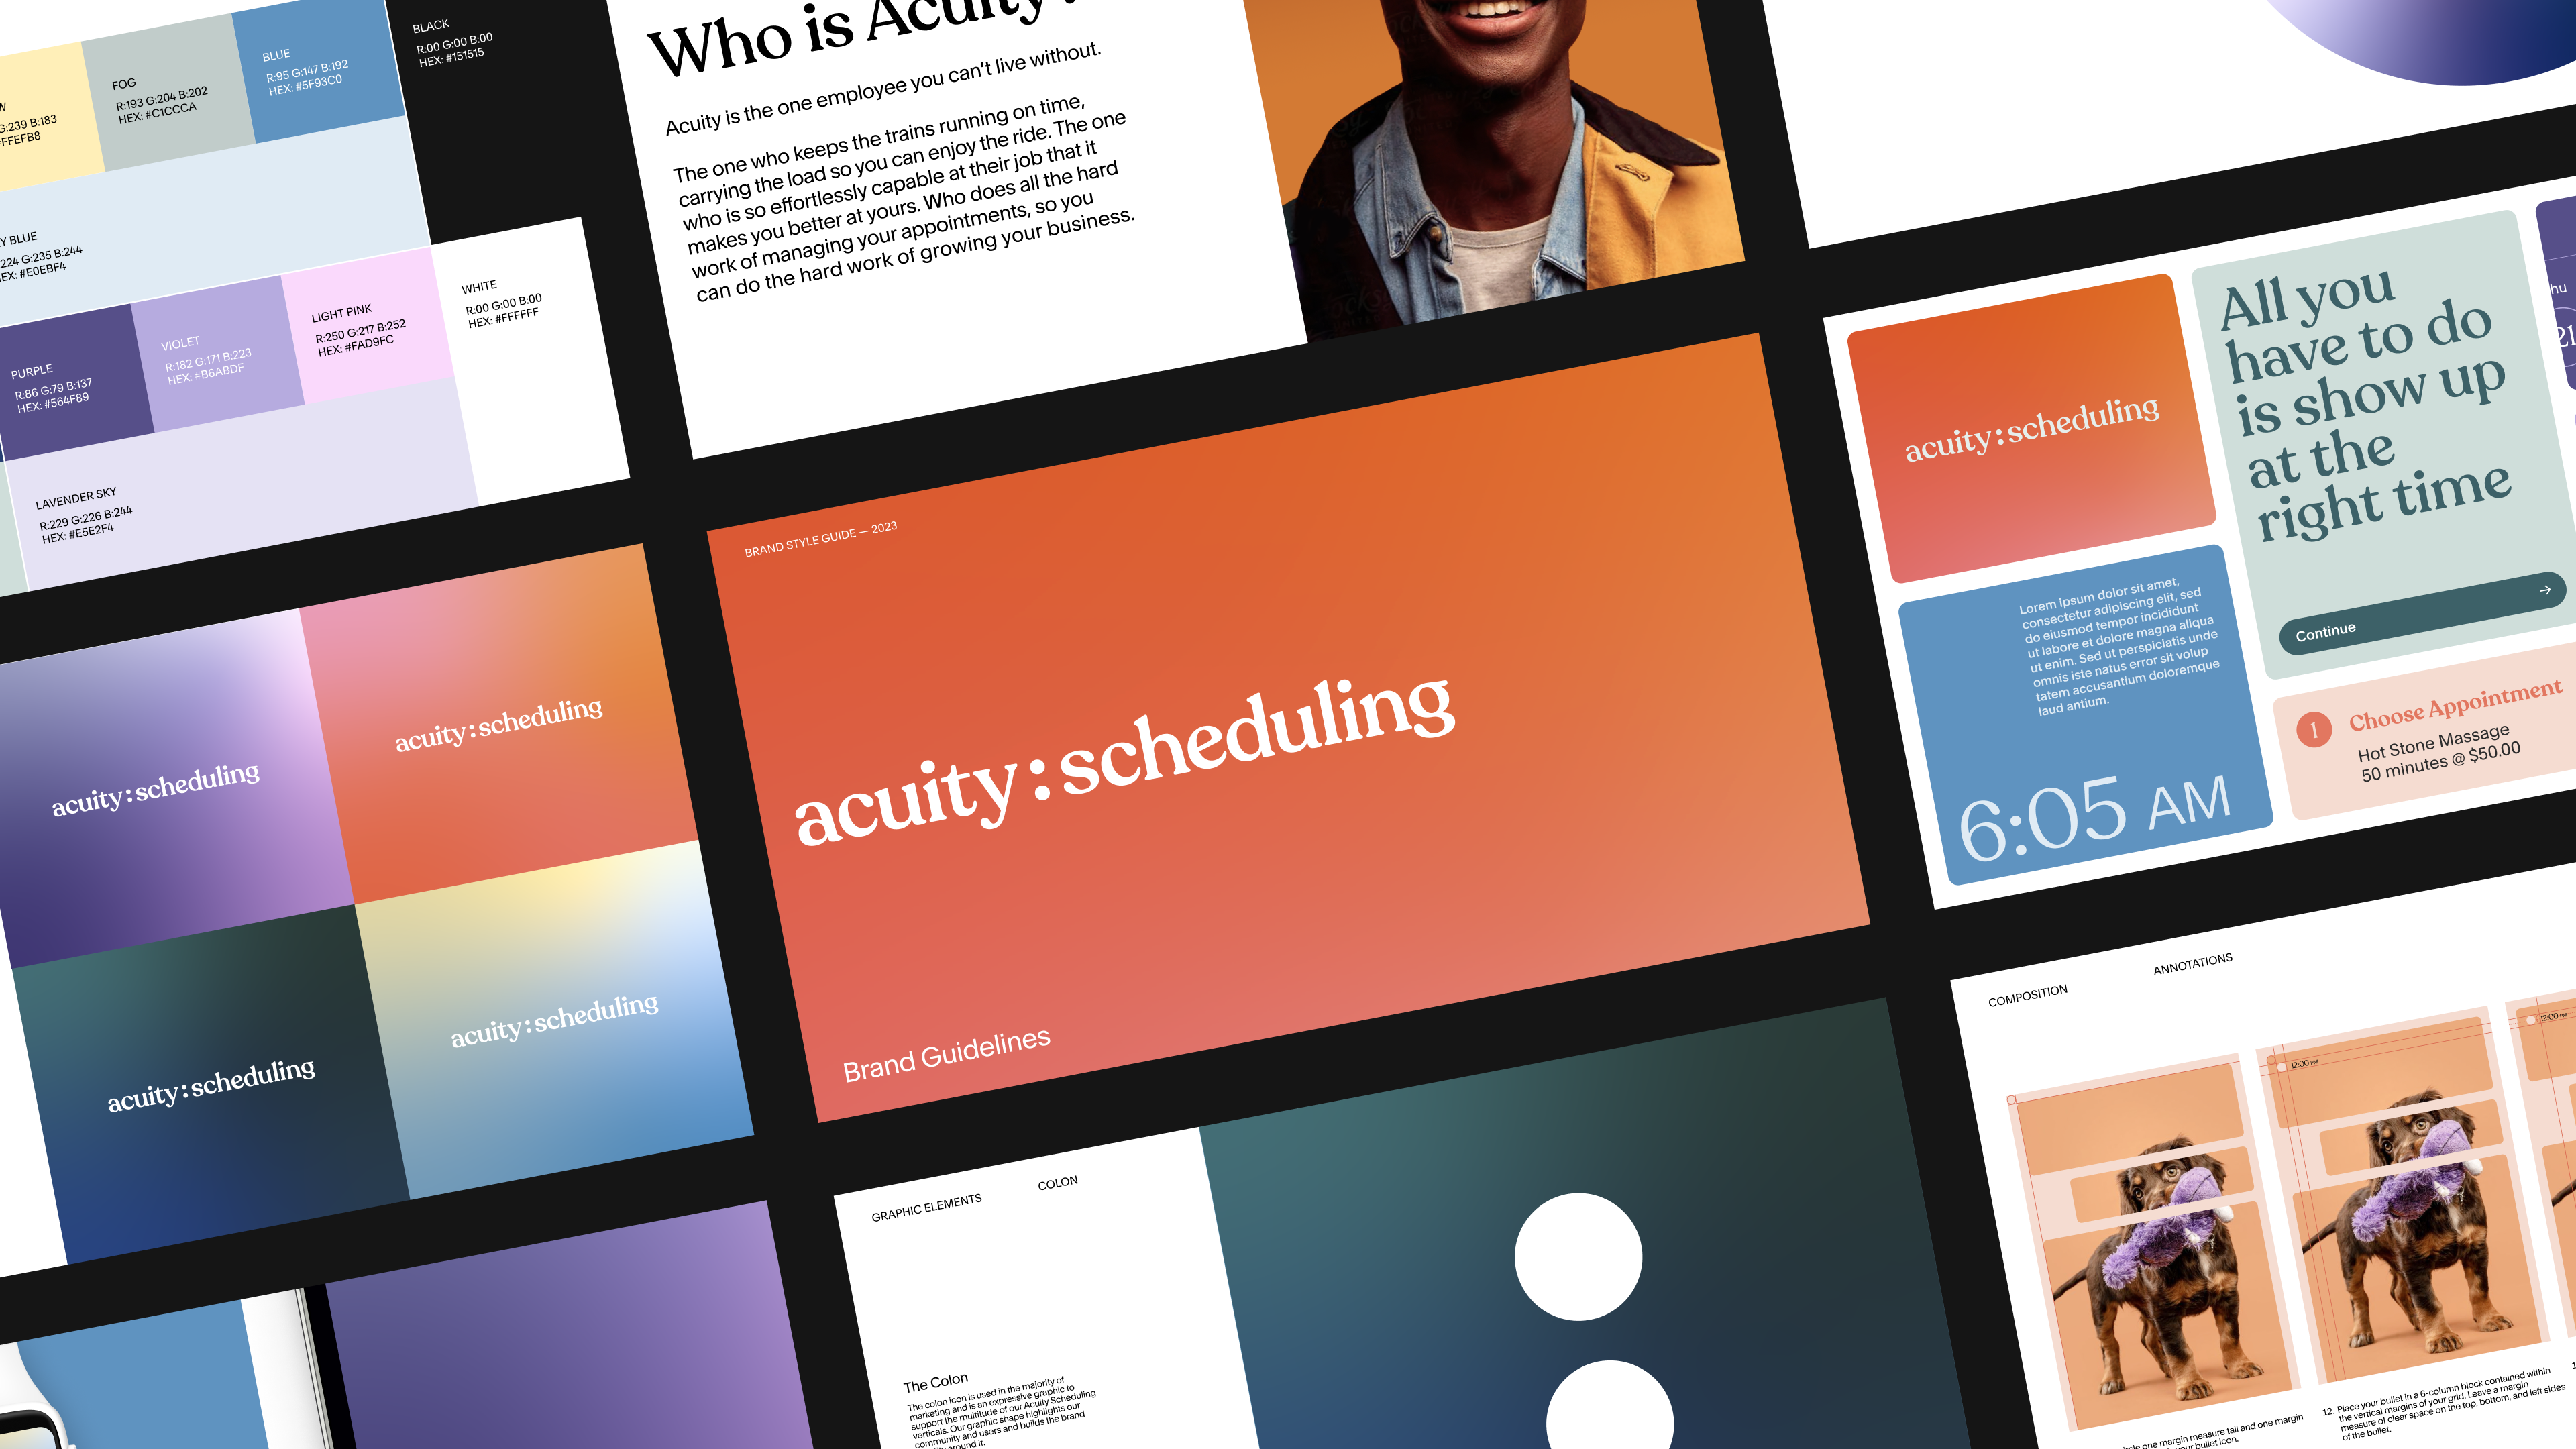 G:239 B:183
FOG
R:193 G:204 B:202
HEX: #C1CCCA
BLUE
R:95 G:147 B:192
HEX: #5F93C0
BLACK
R:00 G:00 B:00
HEX: #151515
BLUE
224 G:235 B:244
HEX: #E0EBF4
PURPLE
R:86 G:79 B:137
HEX: #564F89
VIOLET
R:182 G:171 B:223
HEX: #B6ABDF
LIGHT PINK
R:250 G:217 B:252
HEX: #FAD9FC
WHITE
R:00 G:00 B:00
HEX: #FFFFFF
LAVENDER SKY
R:229 G:226 B:244
HEX: #E5E2F4
Who is Acuity?
Acuity is the one employee you can't live without.
The one who keeps the trains running on time,
carrying the load so you can enjoy the ride. The one
who is so effortlessly capable at their job that it
makes you better at yours. Who does all the hard
work of managing your appointments, so you
can do the hard work of growing your business.
acuity:scheduling
acuity:scheduling
acuity:scheduling
acuity:scheduling
BRAND STYLE GUIDE — 2023
acuity:scheduling
Brand Guidelines
acuity:scheduling
All you
have to do
is show up
at the
right time
Continue
Lorem ipsum dolor sit amet,
consectetur adipiscing elit, sed
do eiusmod tempor incididunt
ut labore et dolore magna aliqua
ut enim. Sed ut perspiciatis unde
omnis iste natus error sit volup
tatem accusantium doloremque
laud antium.
6:05 AM
1
Choose Appointment
Hot Stone Massage
50 minutes @ $50.00
21
GRAPHIC ELEMENTS
COLON
The Colon
The colon icon is used in the majority of
marketing and is an expressive graphic to
support the multitude of our Acuity Scheduling
verticals. Our graphic shape highlights our
community and users and builds the brand
around it.
COMPOSITION
ANNOTATIONS
12:00 PM
12:00 PM
one margin measure tall and one margin
your bullet icon.
12. Place your bullet in a 6-column block contained within
the vertical margins of your grid. Leave a margin
measure of clear space on the top, bottom, and left sides
of the bullet.